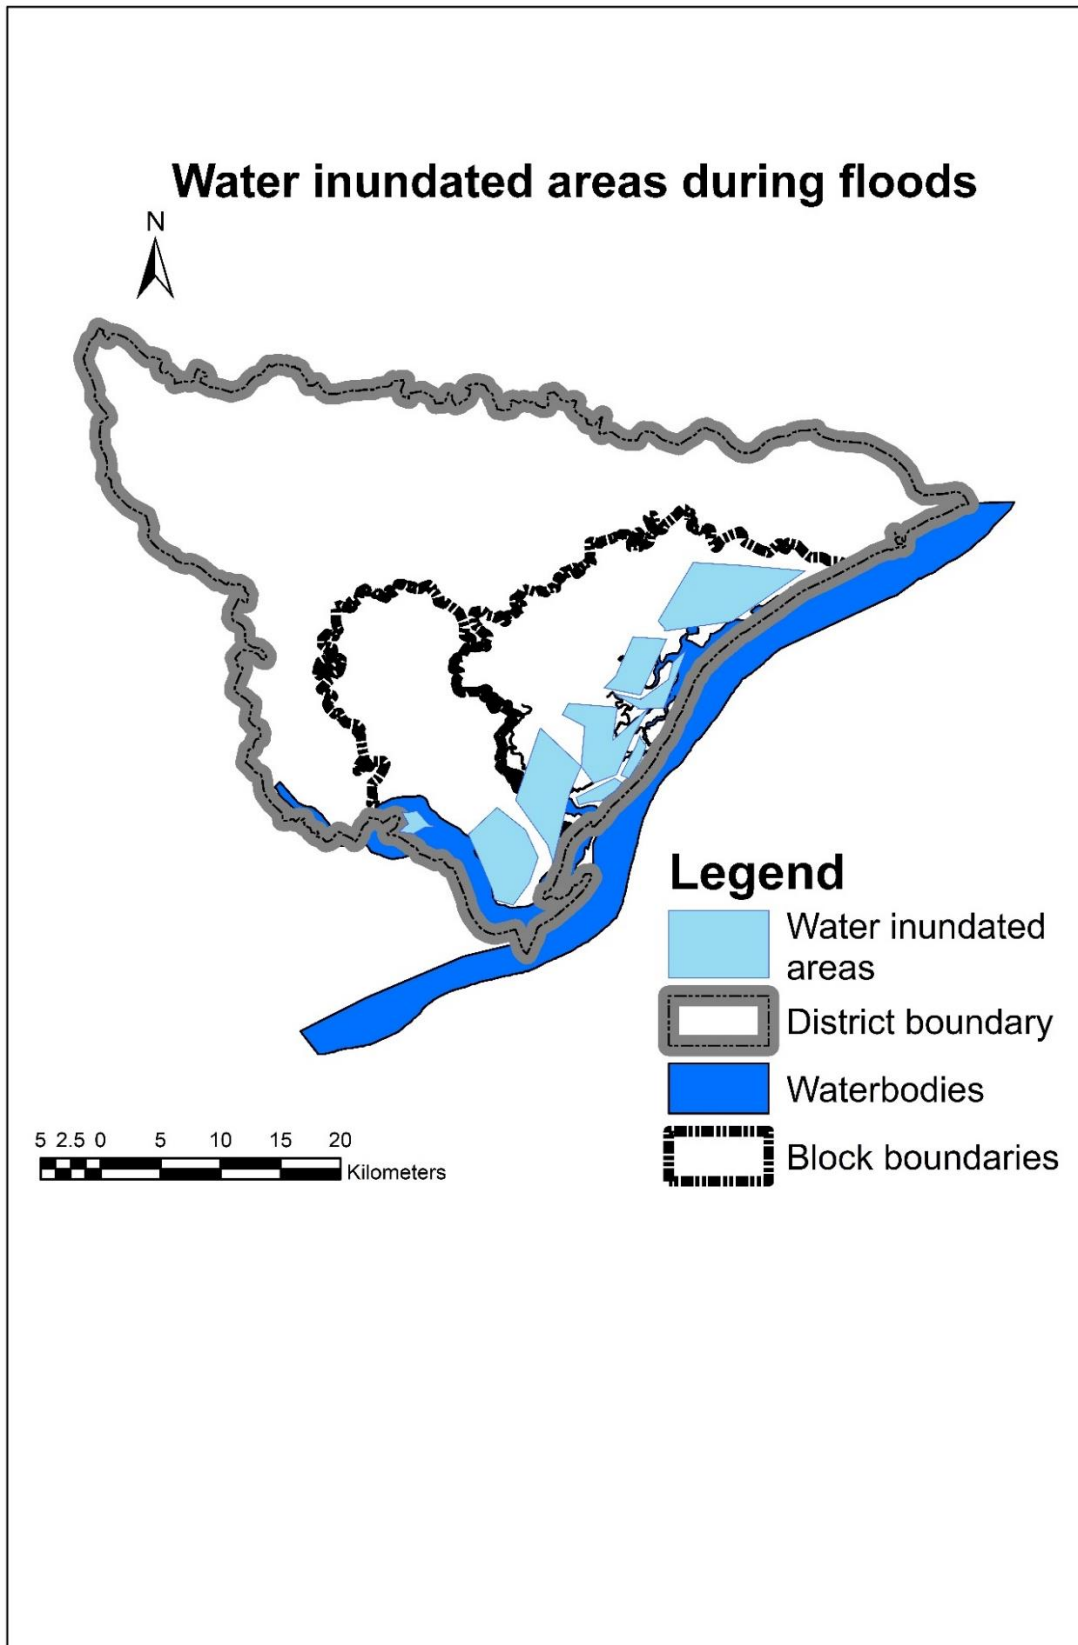 Water inundated areas during floods
N
Legend
Water inundated
areas
District boundary
Waterbodies
Block boundaries
5 2.5 0 5 10 15 20
Kilometers